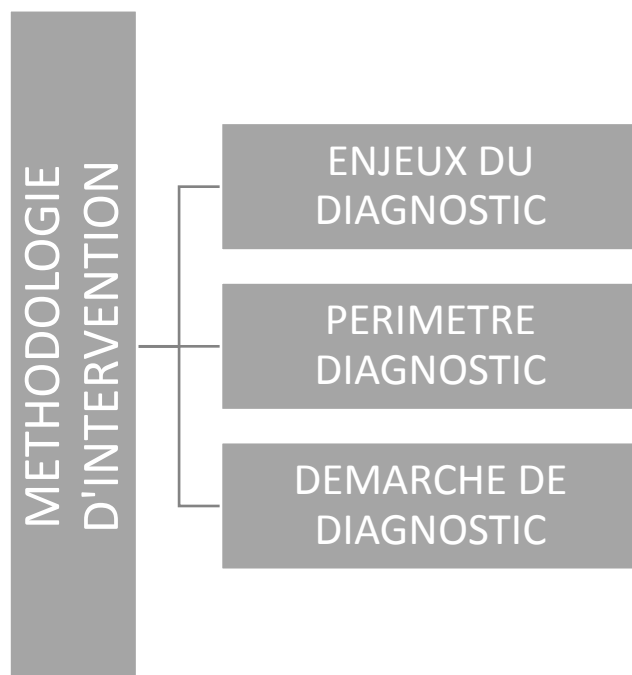 METHODOLOGIE
D'INTERVENTION
ENJEUX DU
DIAGNOSTIC
PERIMETRE
DIAGNOSTIC
DEMARCHE DE
DIAGNOSTIC